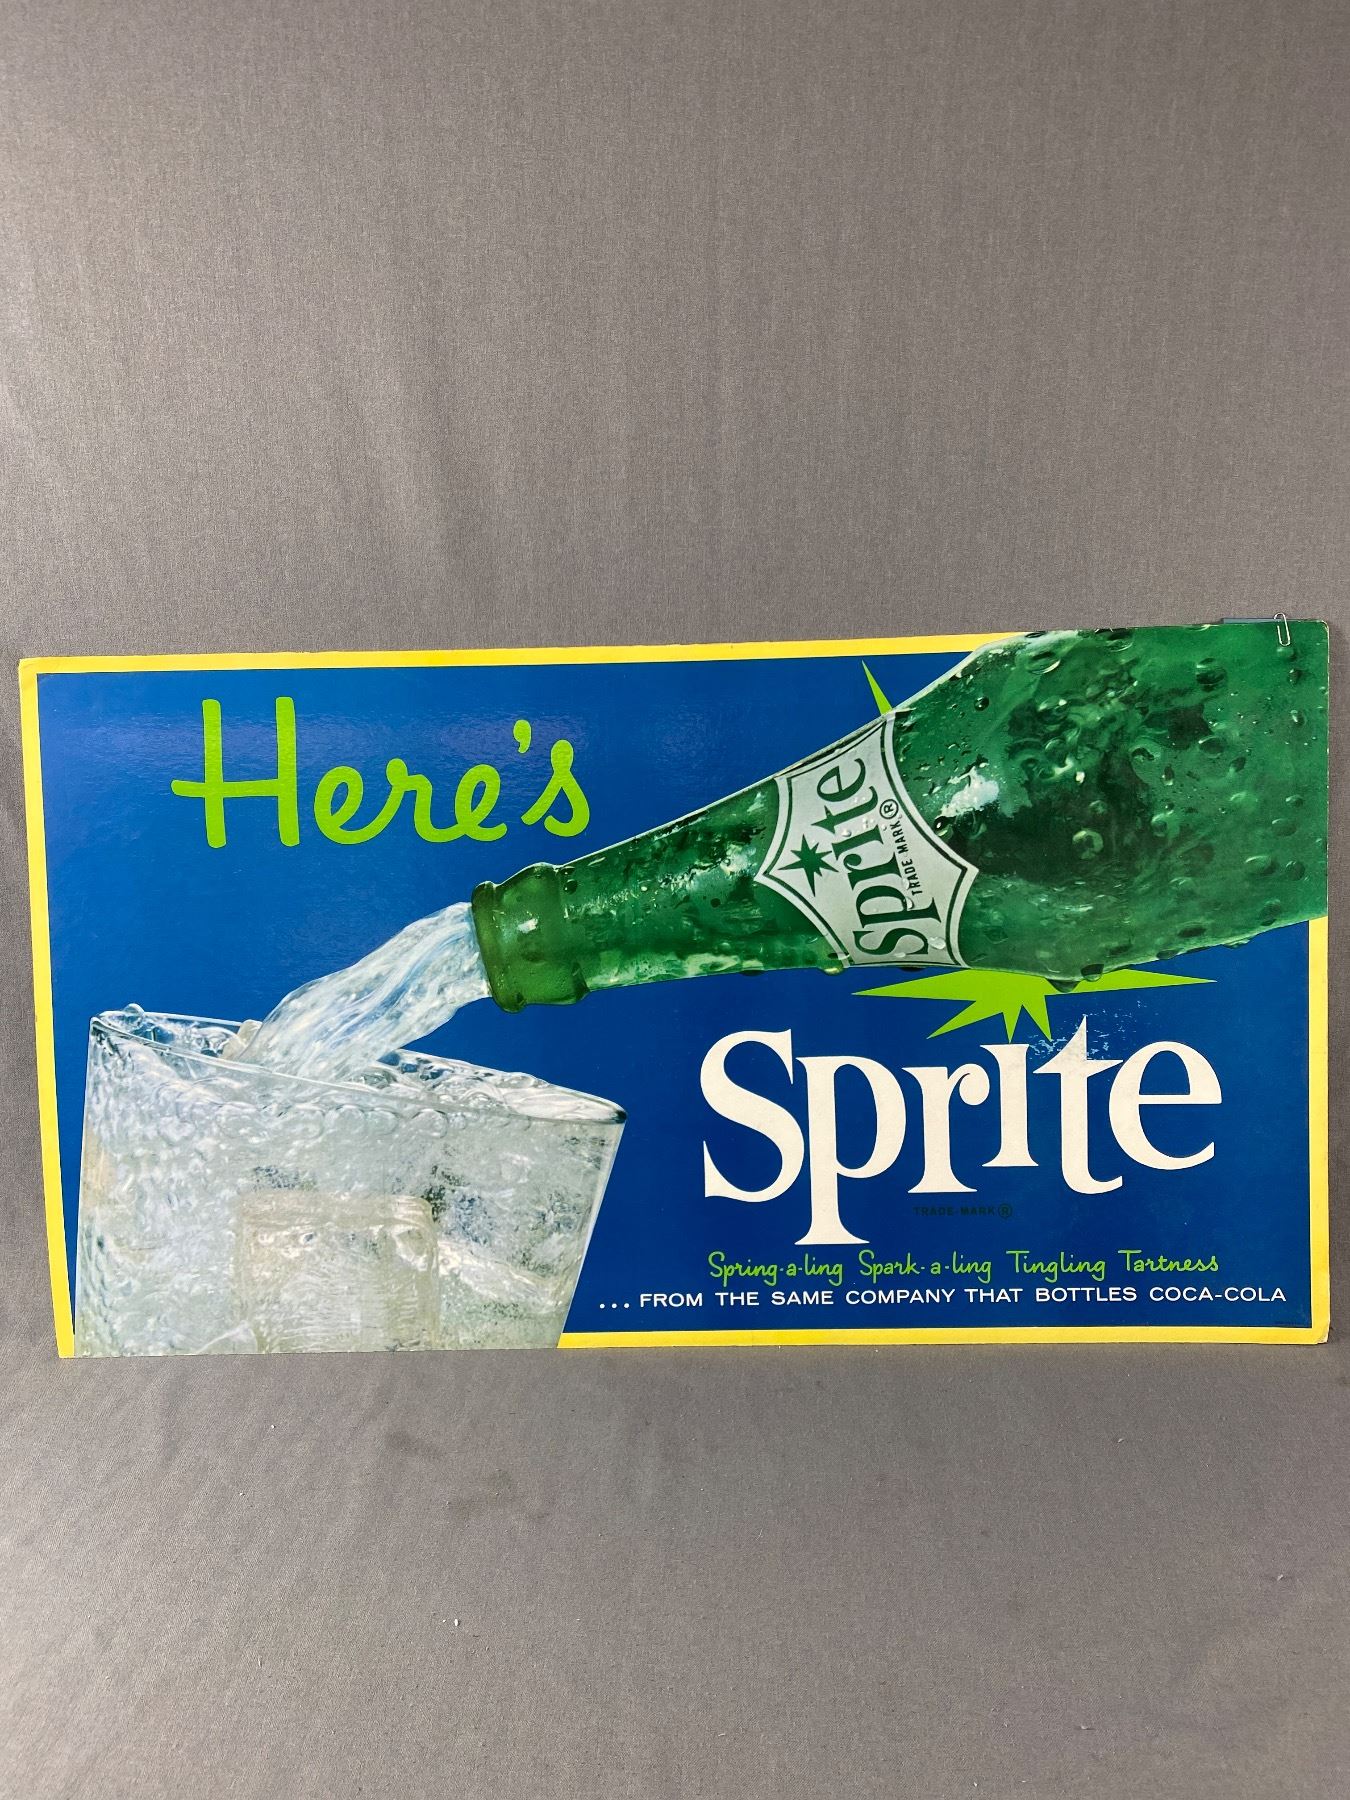 Here's
Sprite
TRADE-MARK®
Sprite
TRADE-MARK®
Spring-a-ling Spark-a-ling Tingling Tartness
...FROM THE SAME COMPANY THAT BOTTLES COCA-COLA